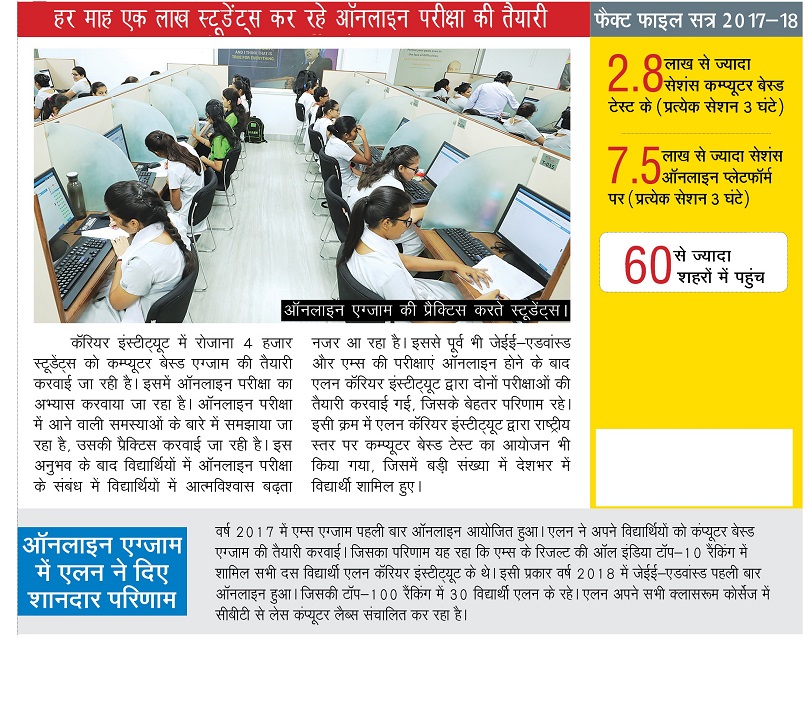 हर माह एक लाख स्टूडेंट्स कर रहे ऑनलाइन परीक्षा की तैयारी
ऑनलाइन एग्जाम की प्रैक्टिस करते स्टूडेंट्स।
कॅरियर इंस्टीट्यूट में रोजाना 4 हजार
स्टूडेंट्स को कम्प्यूटर बेस्ड एग्जाम की तैयारी
करवाई जा रही है। इसमें ऑनलाइन परीक्षा का
अभ्यास करवाया जा रहा है। ऑनलाइन परीक्षा
में आने वाली समस्याओं के बारे में समझाया जा
रहा है, उसकी प्रैक्टिस करवाई जा रही है। इस
अनुभव के बाद विद्यार्थियों में ऑनलाइन परीक्षा
के संबंध में विद्यार्थियों में आत्मविश्वास बढ़ता
नजर आ रहा है। इससे पूर्व भी जेईई–एडवांस्ड
और एम्स की परीक्षाएं ऑनलाइन होने के बाद
एलन कॅरियर इंस्टीट्यूट द्वारा दोनों परीक्षाओं की
तैयारी करवाई गई, जिसके बेहतर परिणाम रहे।
इसी क्रम में एलन कॅरियर इंस्टीट्यूट द्वारा राष्ट्रीय
स्तर पर कम्प्यूटर बेस्ड टेस्ट का आयोजन भी
किया गया, जिसमें बड़ी संख्या में देशभर में
विद्यार्थी शामिल हुए।
फैक्ट फाइल सत्र 2017–18
2.8 लाख से ज्यादा
सेशंस कम्प्यूटर बेस्ड
टेस्ट के (प्रत्येक सेशन 3 घंटे)
7.5 लाख से ज्यादा सेशंस
ऑनलाइन प्लेटफॉर्म
पर (प्रत्येक सेशन 3 घंटे)
60 से ज्यादा
शहरों में पहुंच
ऑनलाइन एग्जाम
में एलन ने दिए
शानदार परिणाम
वर्ष 2017 में एम्स एग्जाम पहली बार ऑनलाइन आयोजित हुआ। एलन ने अपने विद्यार्थियों को कंप्यूटर बेस्ड
एग्जाम की तैयारी करवाई। जिसका परिणाम यह रहा कि एम्स के रिजल्ट की ऑल इंडिया टॉप–10 रैंकिंग में
शामिल सभी दस विद्यार्थी एलन कॅरियर इंस्टीट्यूट के थे। इसी प्रकार वर्ष 2018 में जेईई–एडवांस्ड पहली बार
ऑनलाइन हुआ। जिसकी टॉप–100 रैंकिंग में 30 विद्यार्थी एलन के रहे। एलन अपने सभी क्लासरूम कोर्सेज में
सीबीटी से लेस कंप्यूटर लैब्स संचालित कर रहा है।